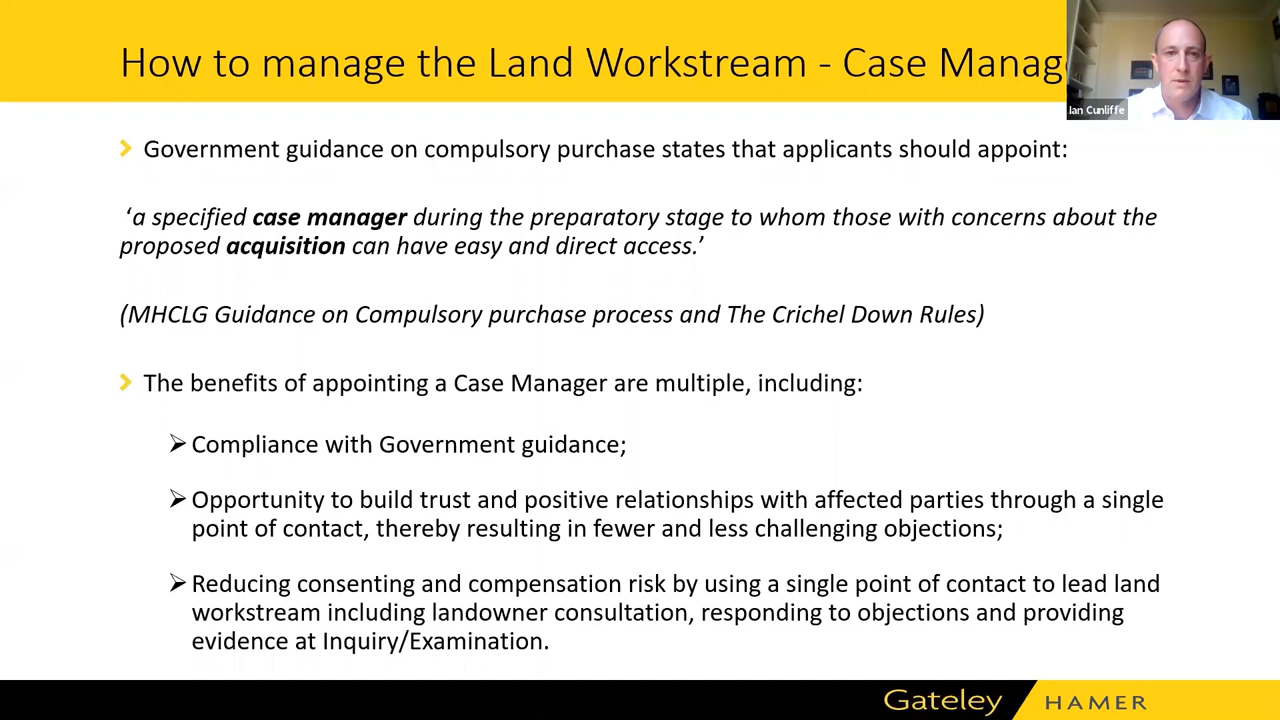 How to manage the Land Workstream - Case Manag
Ian Cunliffe
Government guidance on compulsory purchase states that applicants should appoint:
‘a specified case manager during the preparatory stage to whom those with concerns about the
proposed acquisition can have easy and direct access.’
(MHCLG Guidance on Compulsory purchase process and The Crichel Down Rules)
The benefits of appointing a Case Manager are multiple, including:
Compliance with Government guidance;
Opportunity to build trust and positive relationships with affected parties through a single
point of contact, thereby resulting in fewer and less challenging objections;
Reducing consenting and compensation risk by using a single point of contact to lead land
workstream including landowner consultation, responding to objections and providing
evidence at Inquiry/Examination.
Gateley HAMER